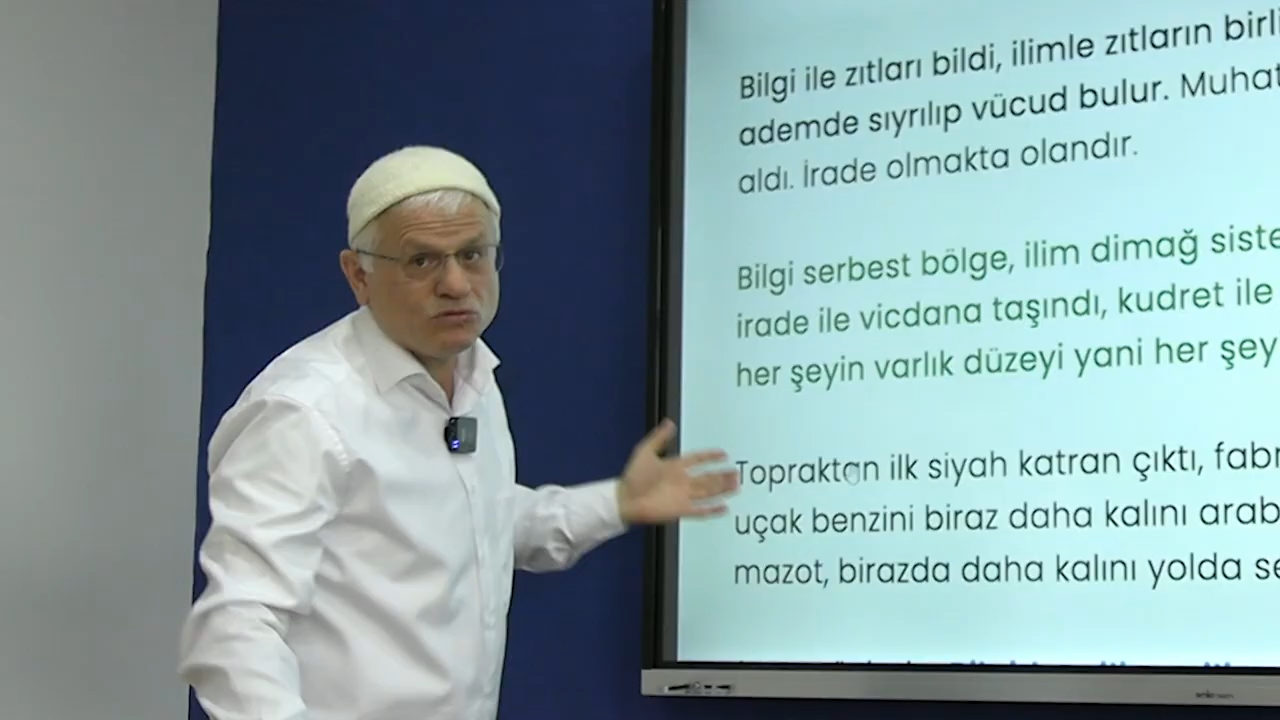 Bilgi ile zıtları bildi, ilimle zıtların birli
ademde sıyrılıp vücud bulur. Muhat
aldı. İrade olmakta olandır.
Bilgi serbest bölge, ilim dimağ siste
irade ile vicdana taşındı, kudret ile
her şeyin varlık düzeyi yani her şey
Topraktan ilk siyah katran çıktı, fabr
uçak benzini biraz daha kalını arab
mazot, birazda daha kalını yolda se